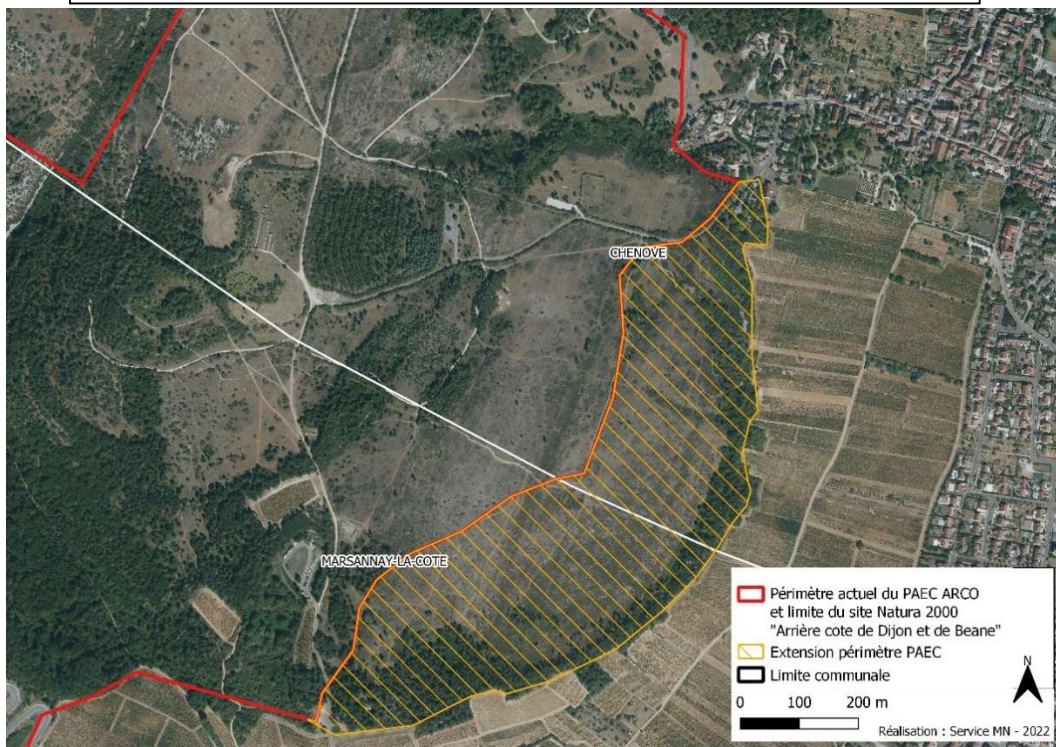 CHENOVE
MARSANNAY-LA-COTE
Périmètre actuel du PAEC ARCO
et limite du site Natura 2000
"Arrière cote de Dijon et de Beane"
Extension périmètre PAEC
Limite communale
N
0 100 200 m
Réalisation : Service MN - 2022